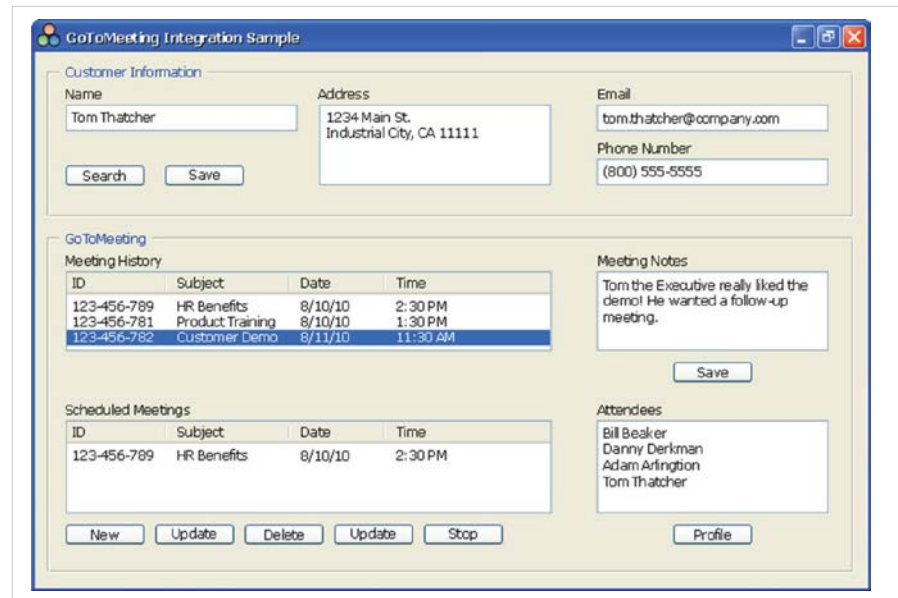 GoToMeeting Integration Sample
Customer Information
Name
Address
Email
Tom Thatcher
1234 Main St.
Industrial City, CA 11111
tom.thatcher@company.com
Phone Number
(800) 555-5555
Search Save
GoToMeeting
Meeting History
ID Subject Date Time
123-456-789 HR Benefits 8/10/10 2:30 PM
123-456-781 Product Training 8/10/10 1:30 PM
123-456-782 Customer Demo 8/11/10 11:30 AM
Meeting Notes
Tom the Executive really liked the
demo! He wanted a follow-up
meeting.
Save
Scheduled Meetings
ID Subject Date Time
123-456-789 HR Benefits 8/10/10 2:30 PM
Attendees
Bill Beaker
Danny Derkman
Adam Arlingtion
Tom Thatcher
New Update Delete Update Stop
Profile